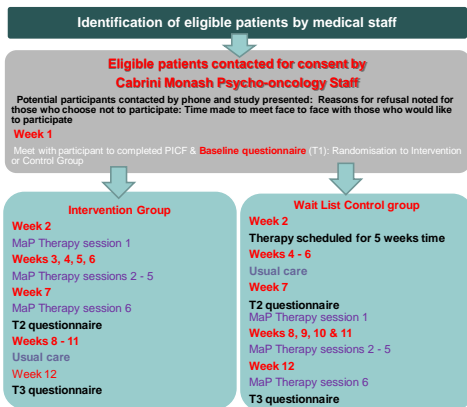 Identification of eligible patients by medical staff
Eligible patients contacted for consent by
Cabrini Monash Psycho-oncology Staff
Potential participants contacted by phone and study presented: Reasons for refusal noted for
those who choose not to participate: Time made to meet face to face with those who would like
to participate
Week 1
Meet with participant to completed PICF & Baseline questionnaire (T1): Randomisation to Intervention
or Control Group
Intervention Group
Week 2
MaP Therapy session 1
Weeks 3, 4, 5, 6
MaP Therapy sessions 2 - 5
Week 7
MaP Therapy session 6
T2 questionnaire
Weeks 8 - 11
Usual care
Week 12
T3 questionnaire
Wait List Control group
Week 2
Therapy scheduled for 5 weeks time
Weeks 4 - 6
Usual care
Week 7
T2 questionnaire
MaP Therapy session 1
Weeks 8, 9, 10 & 11
MaP Therapy sessions 2 - 5
Week 12
MaP Therapy session 6
T3 questionnaire